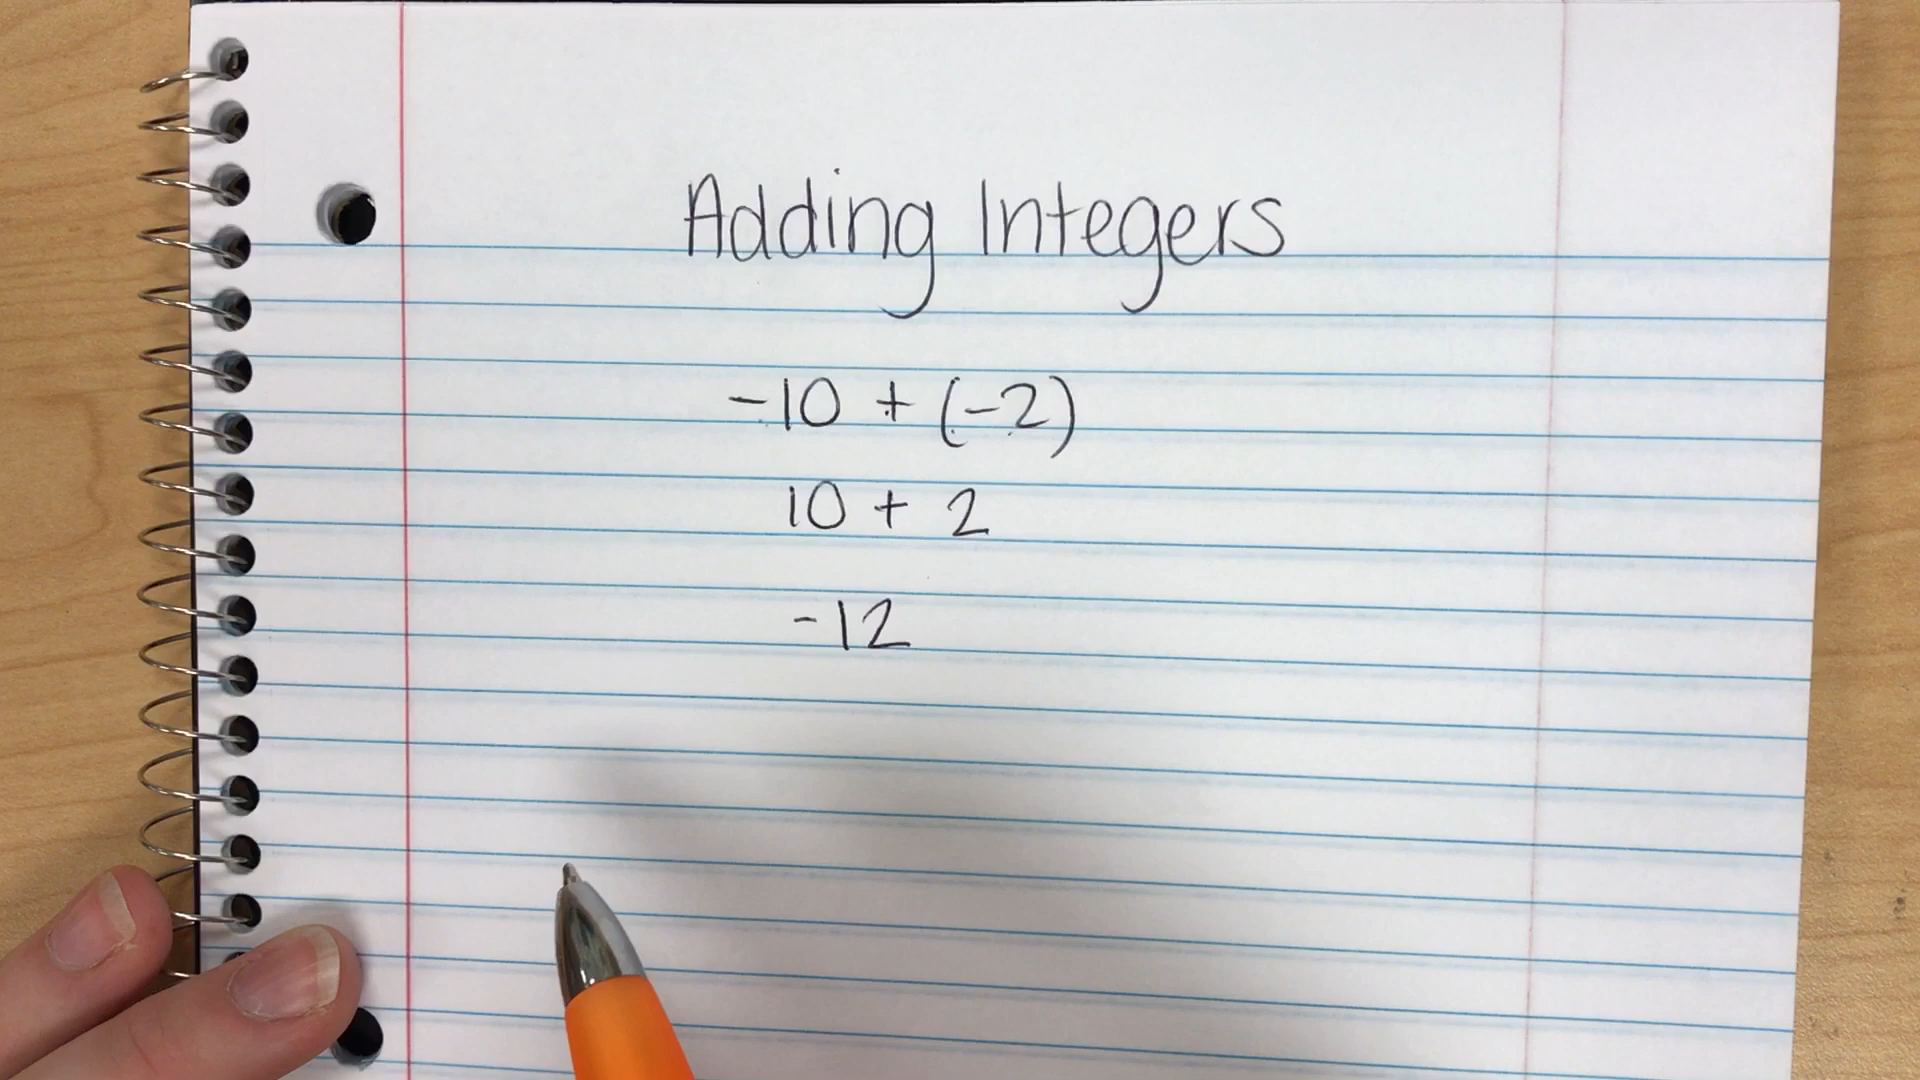 Adding Integers
-10 + (-2)
10 + 2
-12